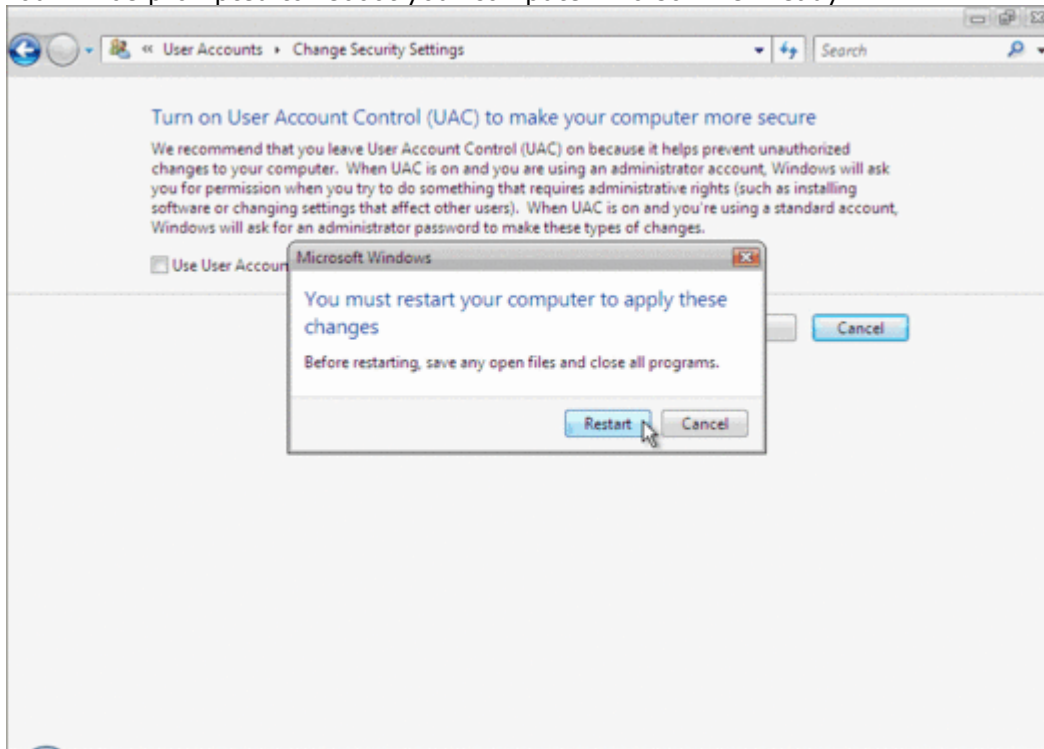 « User Accounts ▸ Change Security Settings
Search
Turn on User Account Control (UAC) to make your computer more secure
We recommend that you leave User Account Control (UAC) on because it helps prevent unauthorized
changes to your computer. When UAC is on and you are using an administrator account, Windows will ask
you for permission when you try to do something that requires administrative rights (such as installing
software or changing settings that affect other users). When UAC is on and you're using a standard account,
Windows will ask for an administrator password to make these types of changes.
Use User
Microsoft Windows
You must restart your computer to apply these
changes
Before restarting, save any open files and close all programs.
Cancel
Restart
Cancel